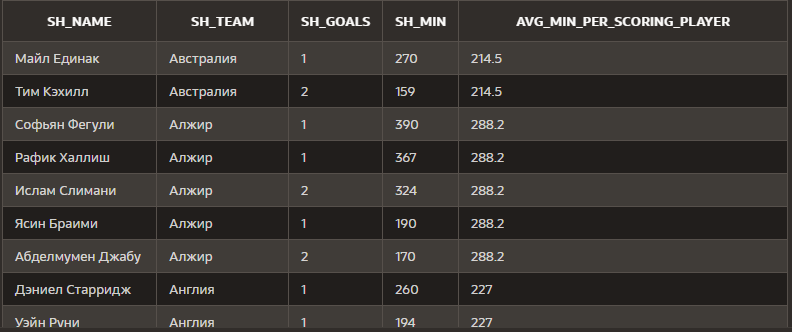 SH_NAME SH_TEAM SH_GOALS SH_MIN AVG_MIN_PER_SCORING_PLAYER
Майл Единак Австралия 1 270 214.5
Тим Кэхилл Австралия 2 159 214.5
Софьян Фегули Алжир 1 390 288.2
Рафик Халлиш Алжир 1 367 288.2
Ислам Слимани Алжир 2 324 288.2
Ясин Браими Алжир 1 190 288.2
Абделмумен Джабу Алжир 2 170 288.2
Дэниел Старридж Англия 1 260 227
Уэйн Руни Англия 1 194 227